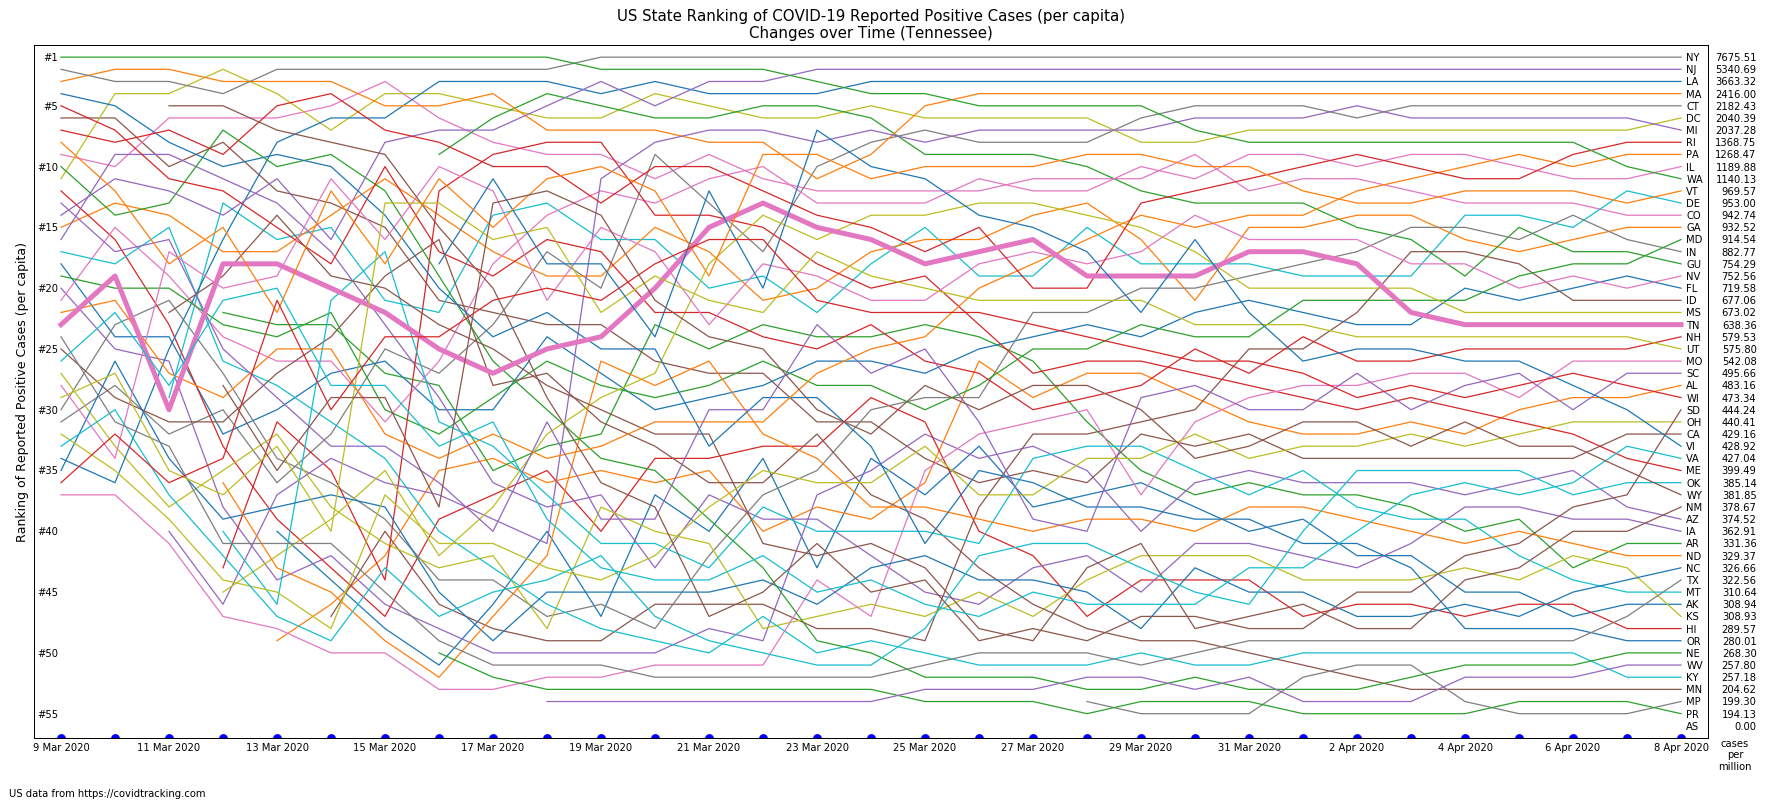 US State Ranking of COVID-19 Reported Positive Cases (per capita)
Changes over Time (Tennessee)
Ranking of Reported Positive Cases (per capita)
#1
#5
#10
#15
#20
#25
#30
#35
#40
#45
#50
#55
NY 7675.51
NJ 5340.69
LA 3663.32
MA 2416.00
CT 2182.43
DC 2040.39
MI 2037.28
RI 1368.75
PA 1268.47
IL 1189.88
WA 1140.13
VT 969.57
DE 953.00
CO 942.74
GA 932.52
MD 914.54
IN 882.77
GU 754.29
NV 752.56
FL 719.58
ID 677.06
MS 673.02
TN 638.36
NH 579.53
UT 575.80
MO 542.08
SC 495.66
AL 483.16
WI 473.34
SD 444.24
OH 440.41
CA 429.16
VI 428.92
VA 427.04
ME 399.49
OK 385.14
WY 381.85
NM 378.67
AZ 374.52
IA 362.91
AR 331.36
ND 329.37
NC 326.66
TX 322.56
MT 310.64
AK 308.94
KS 308.93
HI 289.57
OR 280.01
NE 268.30
WV 257.80
KY 257.18
MN 204.62
MP 199.30
PR 194.13
AS 0.00
9 Mar 2020 11 Mar 2020 13 Mar 2020 15 Mar 2020 17 Mar 2020 19 Mar 2020 21 Mar 2020 23 Mar 2020 25 Mar 2020 27 Mar 2020 29 Mar 2020 31 Mar 2020 2 Apr 2020 4 Apr 2020 6 Apr 2020 8 Apr 2020
cases
per
million
US data from https://covidtracking.com